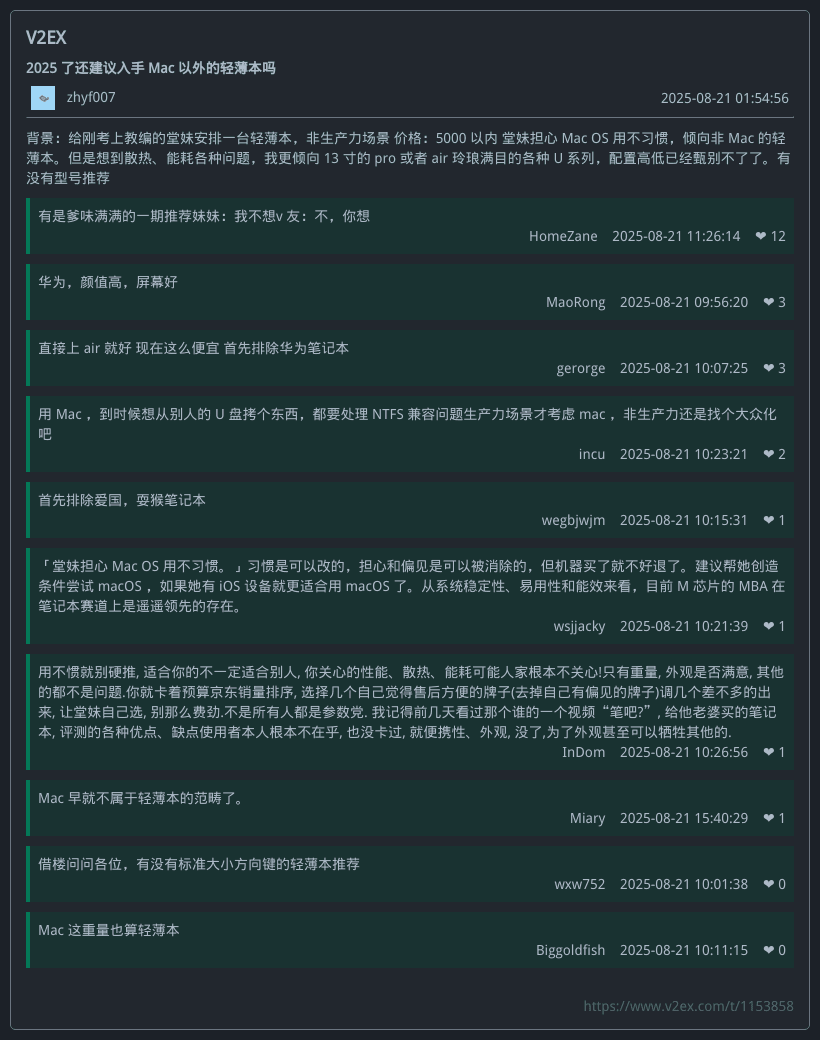 V2EX
2025 了还建议入手 Mac 以外的轻薄本吗
zhyf007
2025-08-21 01:54:56
背景：给刚考上教编的堂妹安排一台轻薄本，非生产力场景 价格：5000 以内 堂妹担心 Mac OS 用不习惯，倾向非 Mac 的轻
薄本。但是想到散热、能耗各种问题，我更倾向 13 寸的 pro 或者 air 玲琅满目的各种 U 系列，配置高低已经甄别不了了。有
没有型号推荐
有是爹味满满的一期推荐妹妹：我不想v 友：不，你想
HomeZane 2025-08-21 11:26:14 ❤ 12
华为，颜值高，屏幕好
MaoRong 2025-08-21 09:56:20 ❤ 3
直接上 air 就好 现在这么便宜 首先排除华为笔记本
gerorge 2025-08-21 10:07:25 ❤ 3
用 Mac ，到时候想从别人的 U 盘拷个东西，都要处理 NTFS 兼容问题生产力场景才考虑 mac ，非生产力还是找个大众化
吧
incu 2025-08-21 10:23:21 ❤ 2
首先排除爱国，耍猴笔记本
wegbjwjm 2025-08-21 10:15:31 ❤ 1
「堂妹担心 Mac OS 用不习惯。」习惯是可以改的，担心和偏见是可以被消除的，但机器买了就不好退了。建议帮她创造
条件尝试 macOS ，如果她有 iOS 设备就更适合用 macOS 了。从系统稳定性、易用性和能效来看，目前 M 芯片的 MBA 在
笔记本赛道上是遥遥领先的存在。
wsjjacky 2025-08-21 10:21:39 ❤ 1
用不惯就别硬推, 适合你的不一定适合别人, 你关心的性能、散热、能耗可能人家根本不关心!只有重量, 外观是否满意, 其他
的都不是问题.你就卡着预算京东销量排序, 选择几个自己觉得售后方便的牌子(去掉自己有偏见的牌子)调几个差不多的出
来, 让堂妹自己选, 别那么费劲.不是所有人都是参数党. 我记得前几天看过那个谁的一个视频“笔吧?”, 给他老婆买的笔记
本, 评测的各种优点、缺点使用者本人根本不在乎, 也没卡过, 就便携性、外观, 没了,为了外观甚至可以牺牲其他的.
InDom 2025-08-21 10:26:56 ❤ 1
Mac 早就不属于轻薄本的范畴了。
Miary 2025-08-21 15:40:29 ❤ 1
借楼问问各位，有没有标准大小方向键的轻薄本推荐
wxw752 2025-08-21 10:01:38 ❤ 0
Mac 这重量也算轻薄本
Biggoldfish 2025-08-21 10:11:15 ❤ 0
https://www.v2ex.com/t/1153858